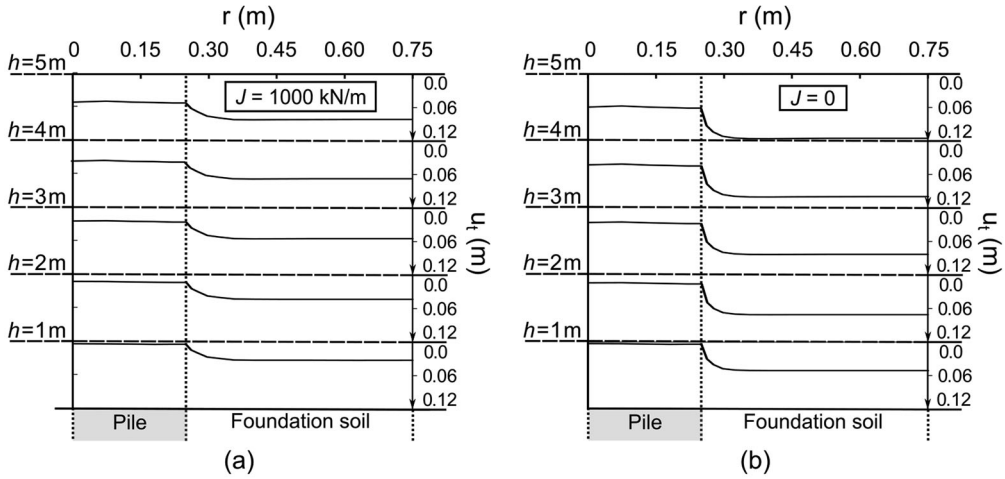 r (m)
0 0.15 0.30 0.45 0.60 0.75
h=5m
J = 1000 kN/m
0.0
0.06
0.12
h=4m
0.0
0.06
0.12
h=3m
0.0
0.06
0.12
h=2m
0.0
0.06
0.12
h=1m
0.0
0.06
0.12
uₜ (m)
Pile
Foundation soil
(a)
r (m)
0 0.15 0.30 0.45 0.60 0.75
h=5m
J = 0
0.0
0.06
0.12
h=4m
0.0
0.06
0.12
h=3m
0.0
0.06
0.12
h=2m
0.0
0.06
0.12
h=1m
0.0
0.06
0.12
uₜ (m)
Pile
Foundation soil
(b)